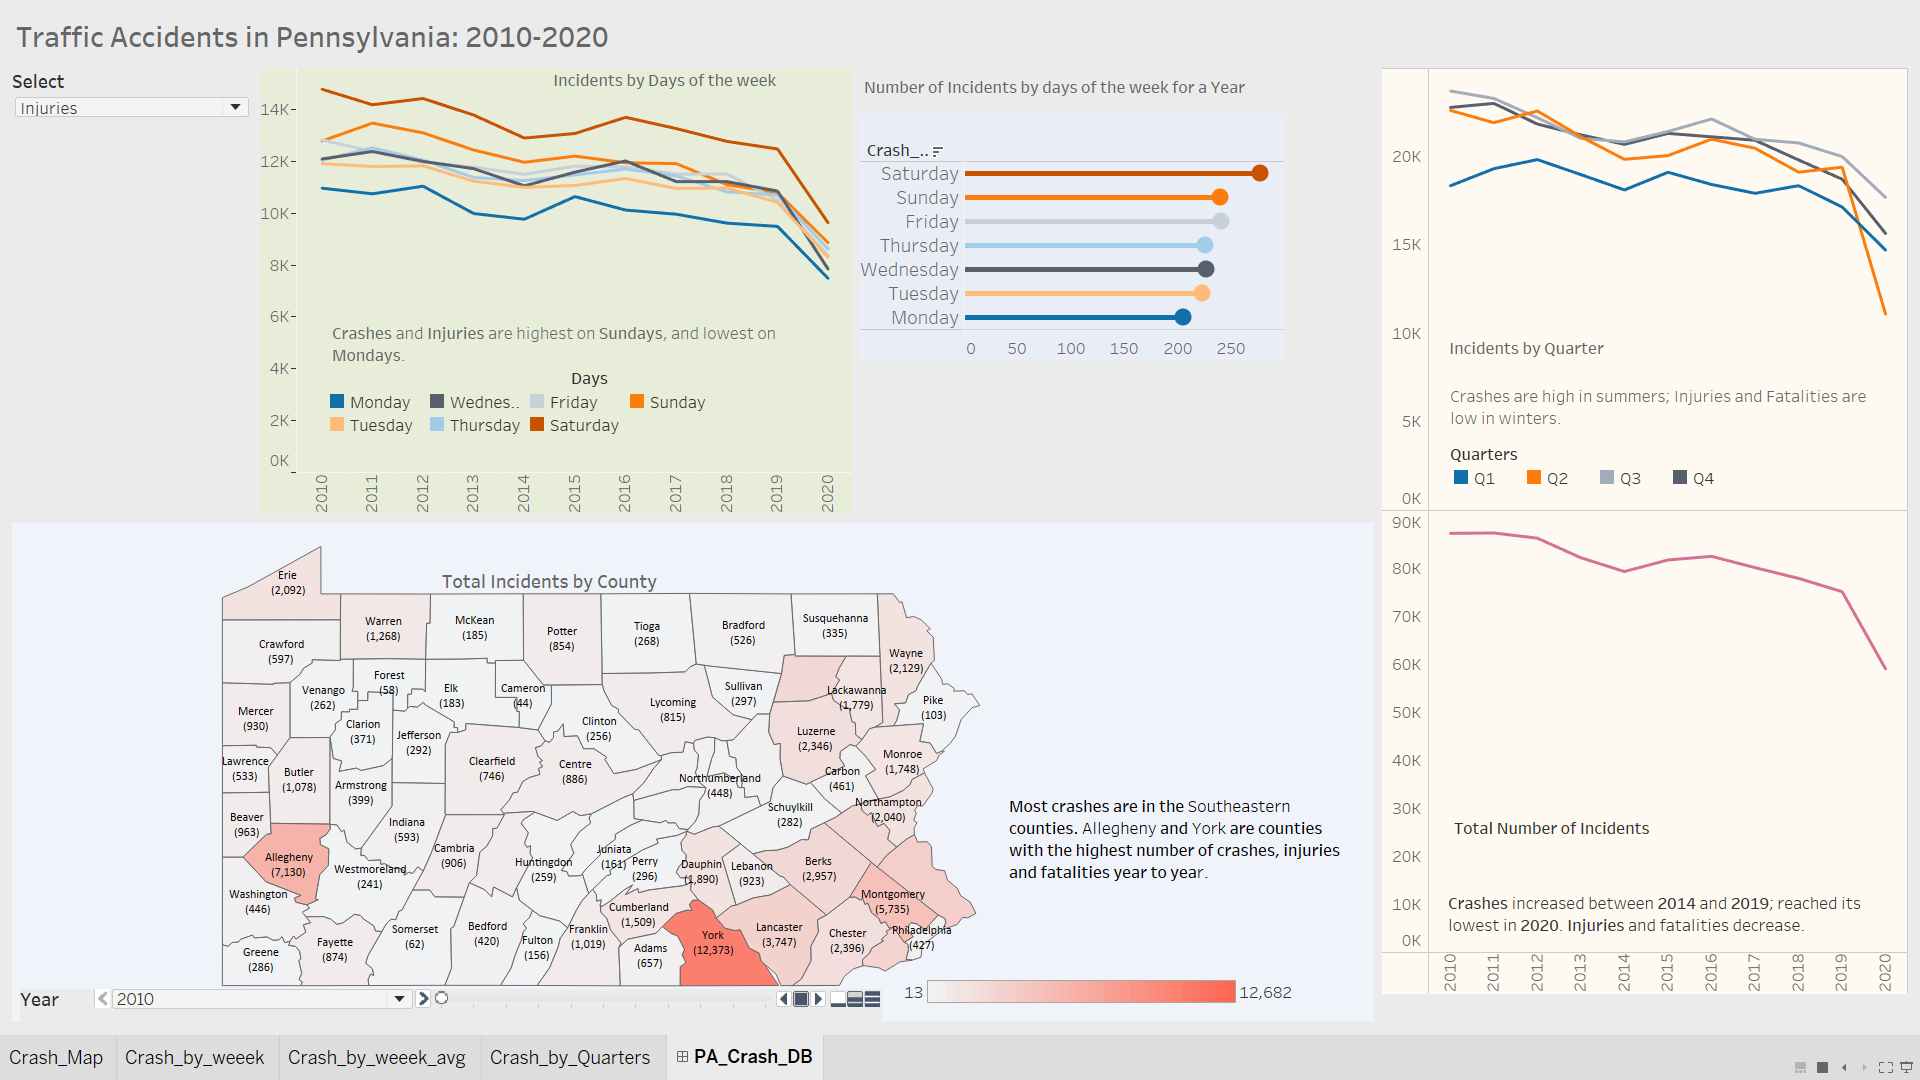 Traffic Accidents in Pennsylvania: 2010-2020
Select
Injuries
Incidents by Days of the week
14K
12K
10K
8K
6K
4K
2K
0K
Crashes and Injuries are highest on Sundays, and lowest on
Mondays.
Days
Monday Wednes.. Friday Sunday
Tuesday Thursday Saturday
2010 2011 2012 2013 2014 2015 2016 2017 2018 2019 2020
Number of Incidents by days of the week for a Year
Crash_..
Saturday
Sunday
Friday
Thursday
Wednesday
Tuesday
Monday
0 50 100 150 200 250
20K
15K
10K
5K
0K
Incidents by Quarter
Crashes are high in summers; Injuries and Fatalities are
low in winters.
Quarters
Q1 Q2 Q3 Q4
90K
80K
70K
60K
50K
40K
30K
20K
10K
0K
Total Number of Incidents
Crashes increased between 2014 and 2019; reached its
lowest in 2020. Injuries and fatalities decrease.
2010 2011 2012 2013 2014 2015 2016 2017 2018 2019 2020
Total Incidents by County
Erie
(2,092)
Warren
(1,268)
McKean
(185)
Potter
(854)
Tioga
(268)
Bradford
(526)
Susquehanna
(335)
Wayne
(2,129)
Crawford
(597)
Forest
(58)
Venango
(262)
Elk
(183)
Cameron
(44)
Sullivan
(297)
Lackawanna
(1,779)
Pike
(103)
Mercer
(930)
Clarion
(371)
Jefferson
(292)
Clinton
(256)
Lycoming
(815)
Luzerne
(2,346)
Monroe
(1,748)
Lawrence
(533)
Butler
(1,078)
Armstrong
(399)
Clearfield
(746)
Centre
(886)
Northumberland
(448)
Carbon
(461)
Northampton
(2,040)
Schuylkill
(282)
Beaver
(963)
Indiana
(593)
Cambria
(906)
Allegheny
(7,130)
Westmoreland
(241)
Huntingdon
(259)
Juniata
(161)
Perry
(296)
Dauphin
(1,890)
Lebanon
(923)
Berks
(2,957)
Montgomery
(5,735)
Washington
(446)
Cumberland
(1,509)
Somerset
(62)
Bedford
(420)
Fulton
(156)
Franklin
(1,019)
Adams
(657)
York
(12,373)
Lancaster
(3,747)
Chester
(2,396)
Philadelphia
(427)
Greene
(286)
Fayette
(874)
Most crashes are in the Southeastern
counties. Allegheny and York are counties
with the highest number of crashes, injuries
and fatalities year to year.
13 12,682
Year
2010
Crash_Map Crash_by_weeek Crash_by_weeek_avg Crash_by_Quarters PA_Crash_DB